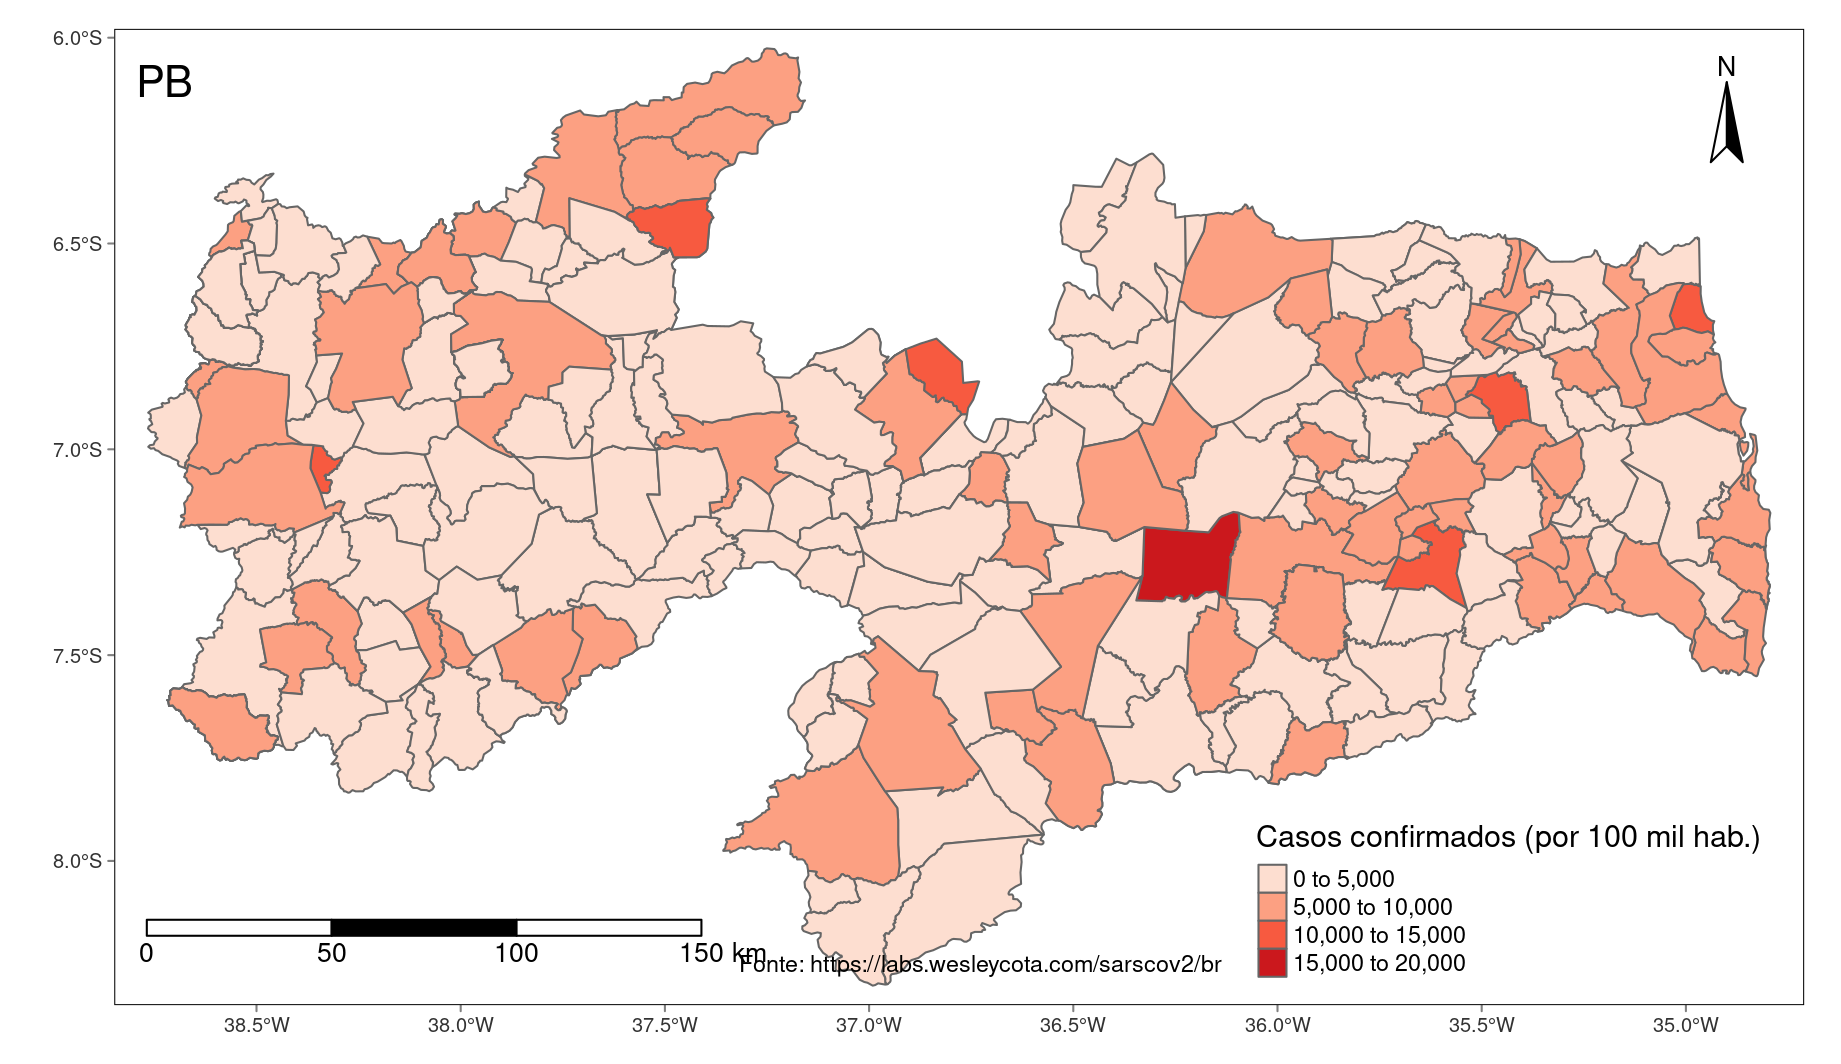 6.0°S
PB
N
6.5°S
7.0°S
7.5°S
8.0°S
Casos confirmados (por 100 mil hab.)
0 to 5,000
5,000 to 10,000
10,000 to 15,000
15,000 to 20,000
0 50 100 150 km
Fonte: https://labs.wesleycota.com/sarscov2/br
38.5°W 38.0°W 37.5°W 37.0°W 36.5°W 36.0°W 35.5°W 35.0°W